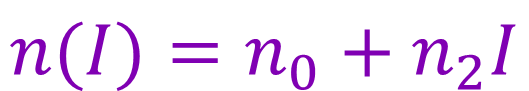 n(I) = n₀ + n₂I